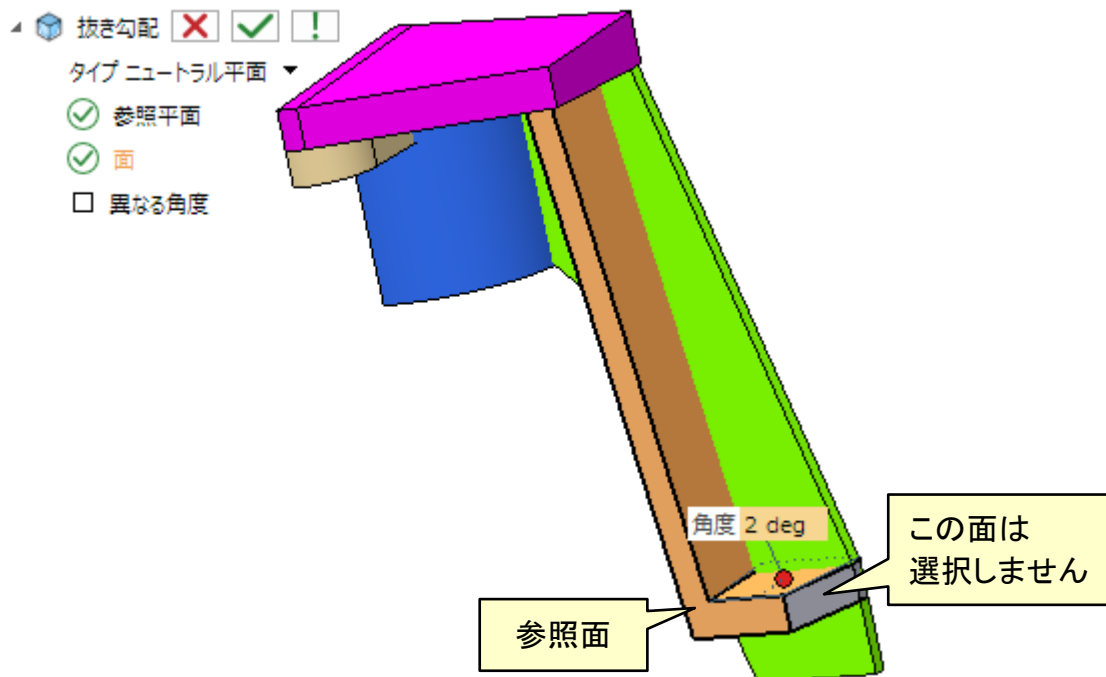 抜き勾配
タイプ ニュートラル平面
参照平面
面
異なる角度
角度 2 deg
この面は
選択しません
参照面